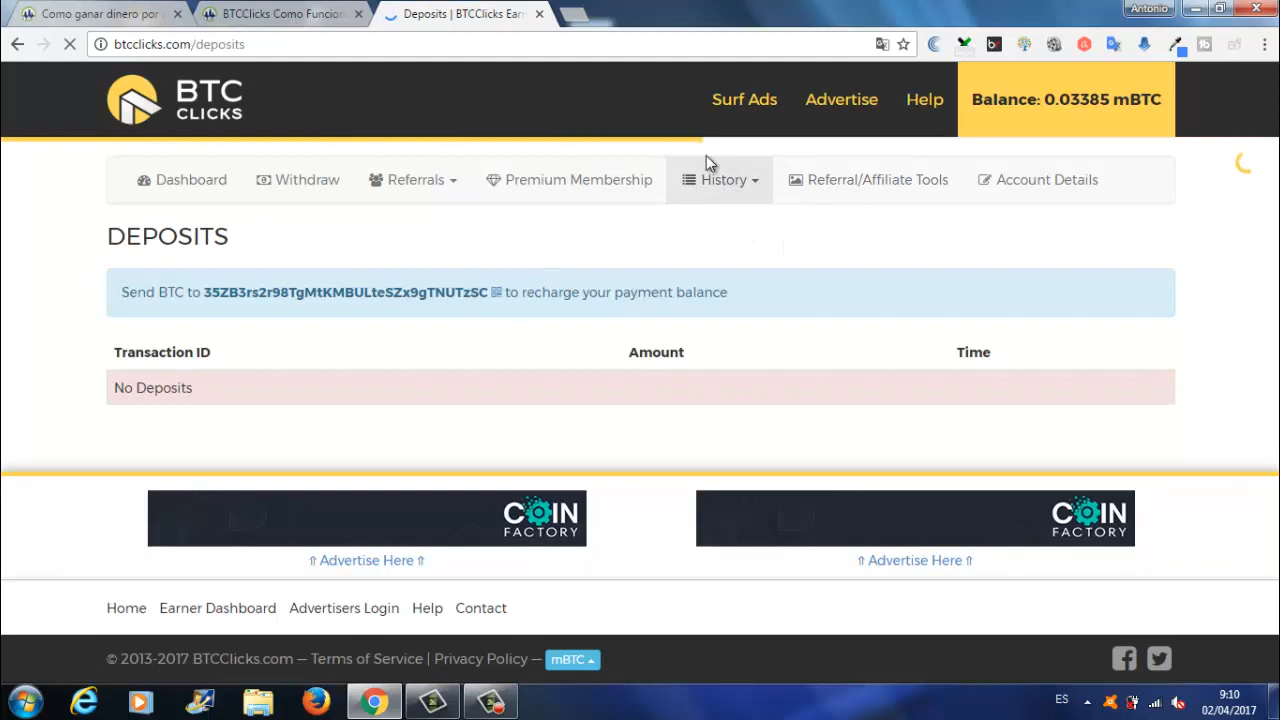 Como ganar dinero por
BTCClicks Como Funcion
Deposits | BTCClicks Ear
Antonio
btcclicks.com/deposits
BTC
CLICKS
Surf Ads
Advertise
Help
Balance: 0.03385 mBTC
Dashboard
Withdraw
Referrals
Premium Membership
History
Referral/Affiliate Tools
Account Details
DEPOSITS
Send BTC to 35ZB3rs2r98TgMtKMBULteSZx9gTNUTzSC to recharge your payment balance
Transaction ID
Amount
Time
No Deposits
COIN
FACTORY
COIN
FACTORY
⇧ Advertise Here ⇧
⇧ Advertise Here ⇧
Home
Earner Dashboard
Advertisers Login
Help
Contact
© 2013-2017 BTCClicks.com — Terms of Service | Privacy Policy — mBTC
ES
9:10
02/04/2017